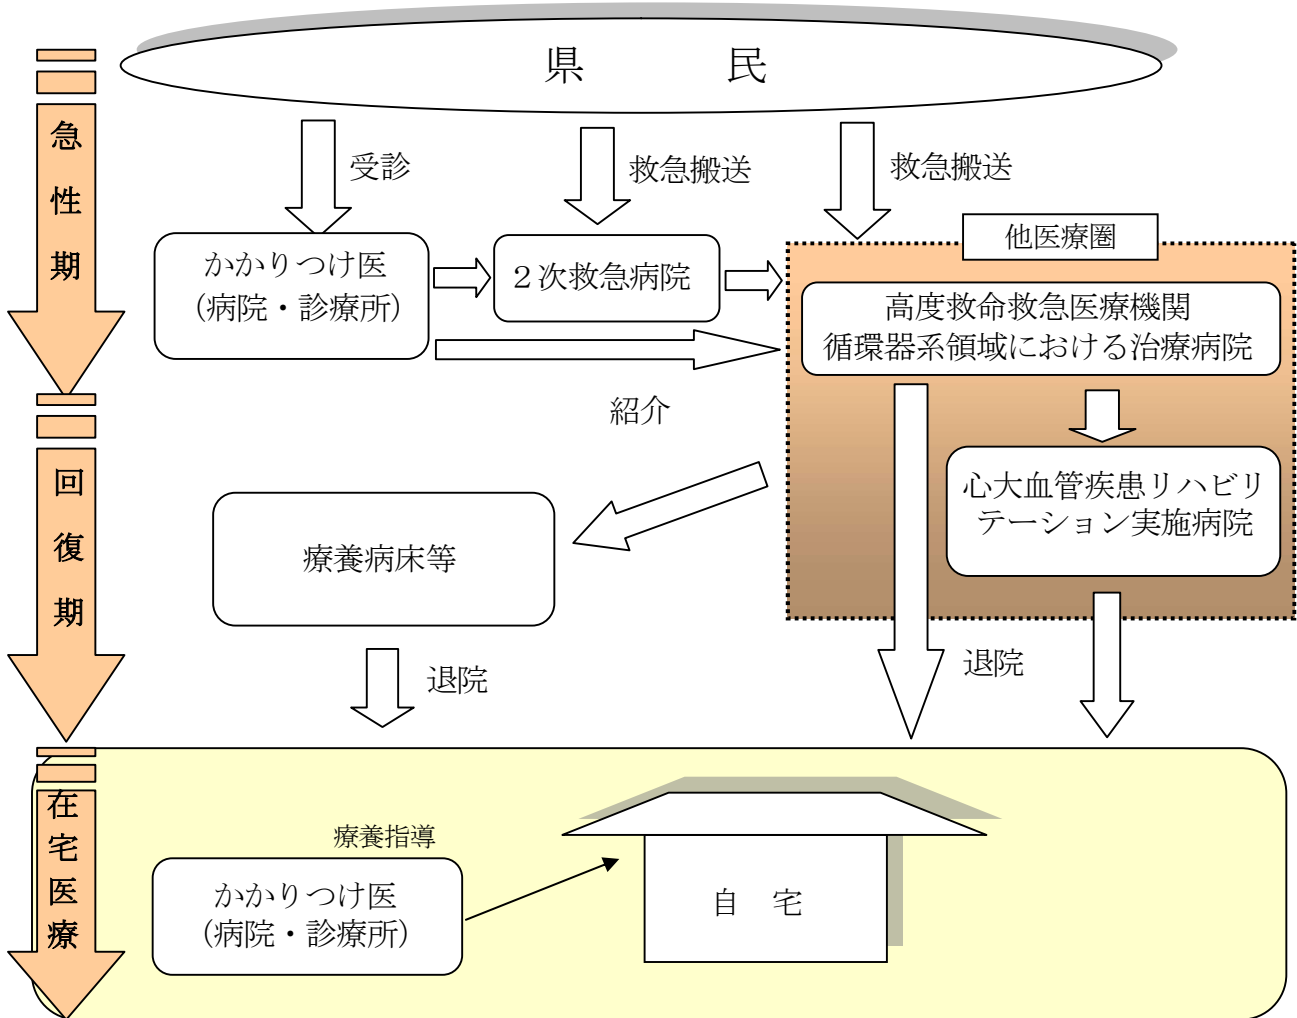 県　　民
急性期
受診
救急搬送
救急搬送
他医療圏
かかりつけ医
（病院・診療所）
２次救急病院
高度救命救急医療機関
循環器系領域における治療病院
紹介
回復期
心大血管疾患リハビリ
テーション実施病院
療養病床等
退院
退院
在宅医療
療養指導
かかりつけ医
（病院・診療所）
自　宅